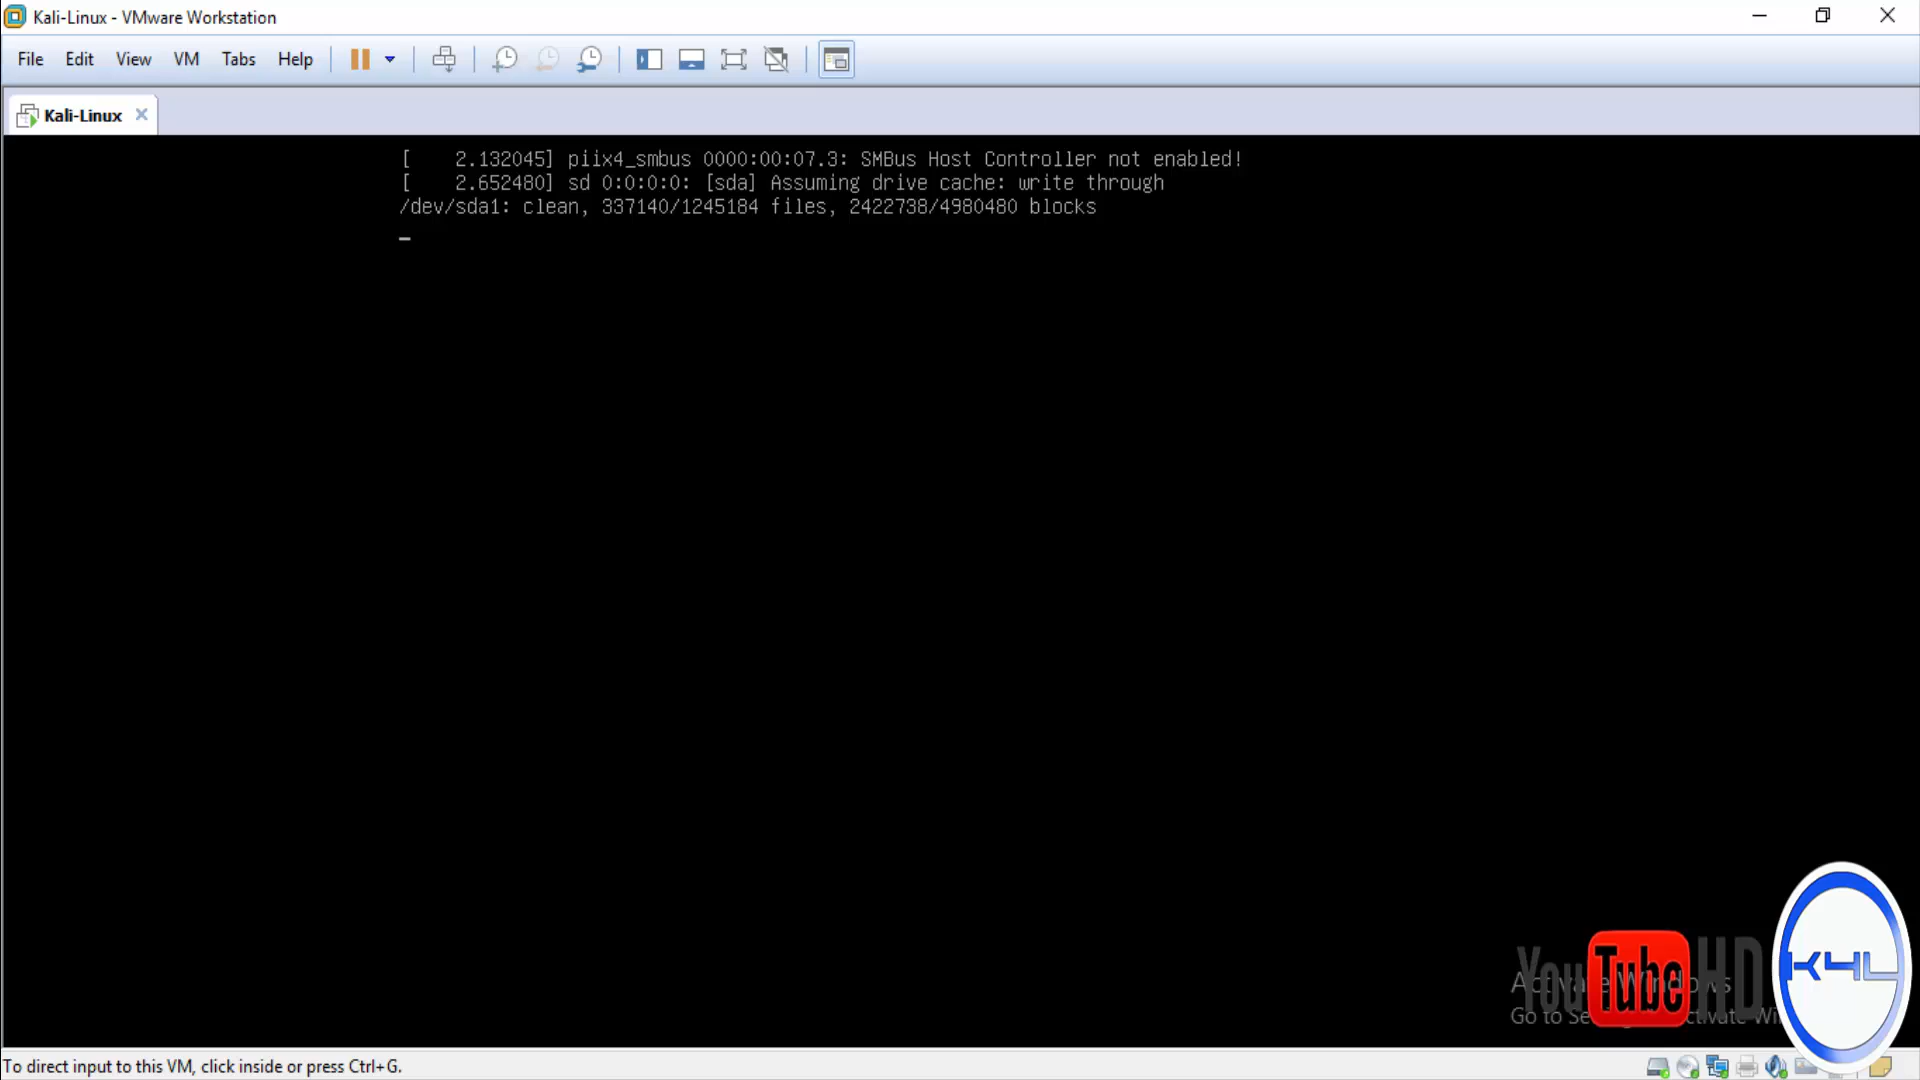 Kali-Linux - VMware Workstation
File Edit View VM Tabs Help
Kali-Linux
[    2.132045] piix4_smbus 0000:00:07.3: SMBus Host Controller not enabled!
[    2.652480] sd 0:0:0:0: [sda] Assuming drive cache: write through
/dev/sda1: clean, 337140/1245184 files, 2422738/4980480 blocks
YouTube HD
K4L
Go to
To direct input to this VM, click inside or press Ctrl+G.